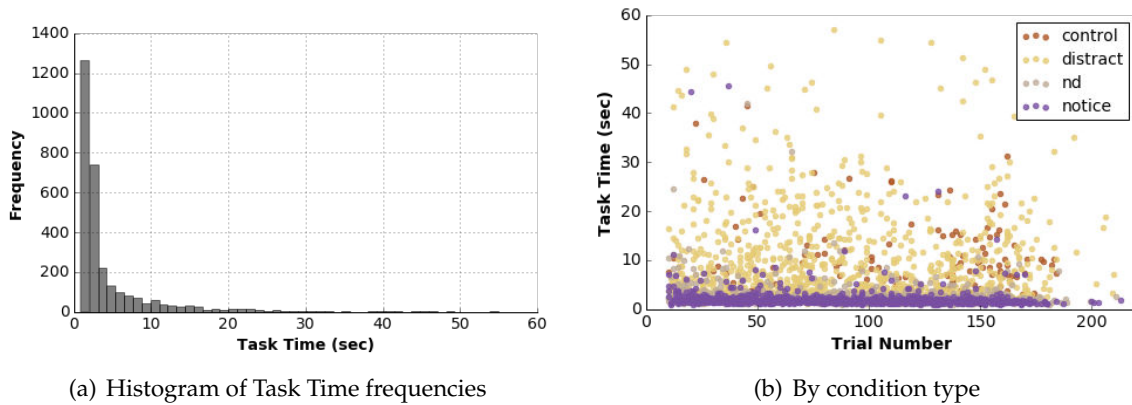 1400
1200
1000
800
600
400
200
0
Frequency
0 10 20 30 40 50 60
Task Time (sec)
(a) Histogram of Task Time frequencies
60
50
40
30
20
10
0
Task Time (sec)
control
distract
nd
notice
0 50 100 150 200
Trial Number
(b) By condition type